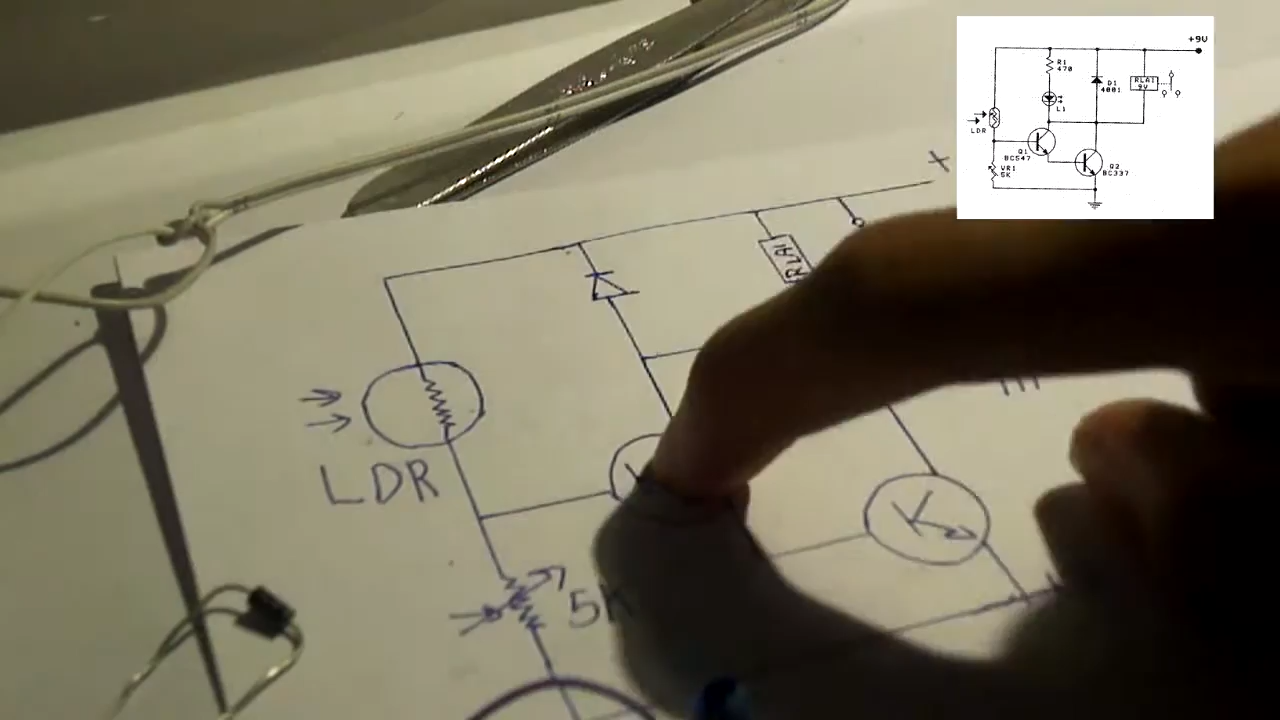 +9V
R1
470
D1
4001
RLA1
9V
L1
LDR
Q1
BC547
Q2
BC337
VR1
5K
+
RLA1
LDR
5K